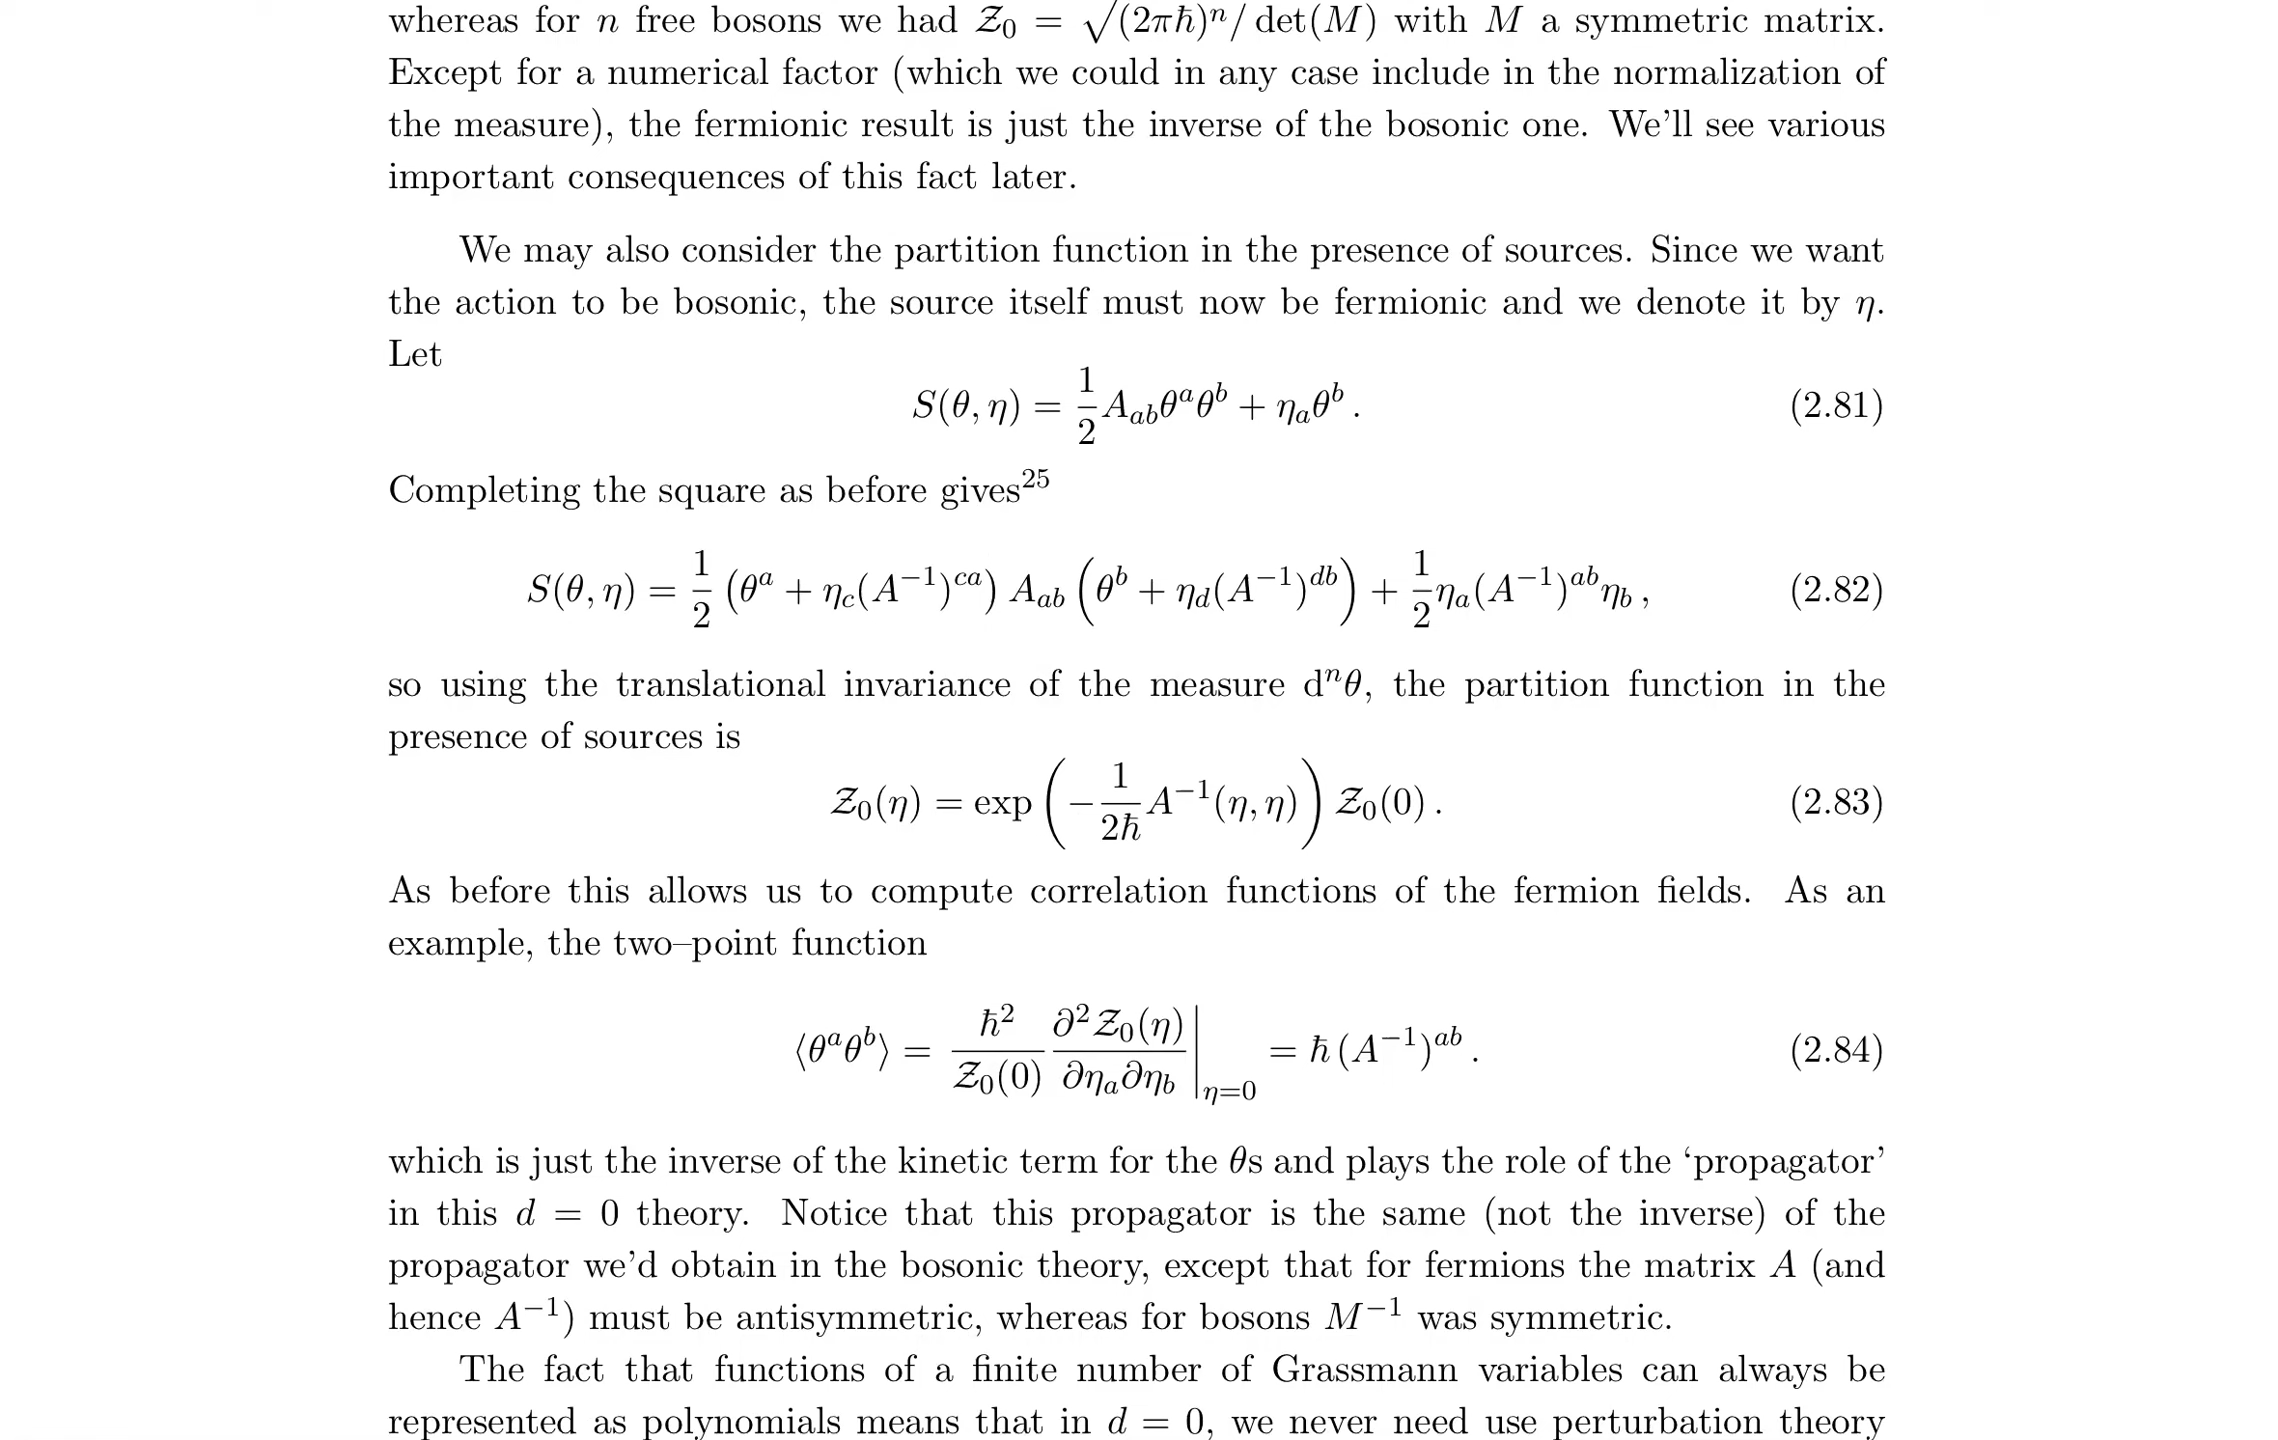 whereas for n free bosons we had 𝒵₀ = √((2πℏ)ⁿ/ det(M)) with M a symmetric matrix.
Except for a numerical factor (which we could in any case include in the normalization of
the measure), the fermionic result is just the inverse of the bosonic one. We'll see various
important consequences of this fact later.
We may also consider the partition function in the presence of sources. Since we want
the action to be bosonic, the source itself must now be fermionic and we denote it by η.
Let
S(θ, η) = 1/2 A_{ab}θ^aθ^b + η_aθ^b . (2.81)
Completing the square as before gives²⁵
S(θ, η) = 1/2 (θ^a + η_c(A^{−1})^{ca}) A_{ab} (θ^b + η_d(A^{−1})^{db}) + 1/2 η_a(A^{−1})^{ab}η_b , (2.82)
so using the translational invariance of the measure dⁿθ, the partition function in the
presence of sources is
𝒵₀(η) = exp (−1/2ℏ A^{−1}(η, η)) 𝒵₀(0) . (2.83)
As before this allows us to compute correlation functions of the fermion fields. As an
example, the two–point function
⟨θ^aθ^b⟩ = ℏ²/𝒵₀(0) ∂²𝒵₀(η)/∂η_a∂η_b |_{η=0} = ℏ (A^{−1})^{ab} . (2.84)
which is just the inverse of the kinetic term for the θs and plays the role of the 'propagator'
in this d = 0 theory. Notice that this propagator is the same (not the inverse) of the
propagator we'd obtain in the bosonic theory, except that for fermions the matrix A (and
hence A^{−1}) must be antisymmetric, whereas for bosons M^{−1} was symmetric.
The fact that functions of a finite number of Grassmann variables can always be
represented as polynomials means that in d = 0, we never need use perturbation theory